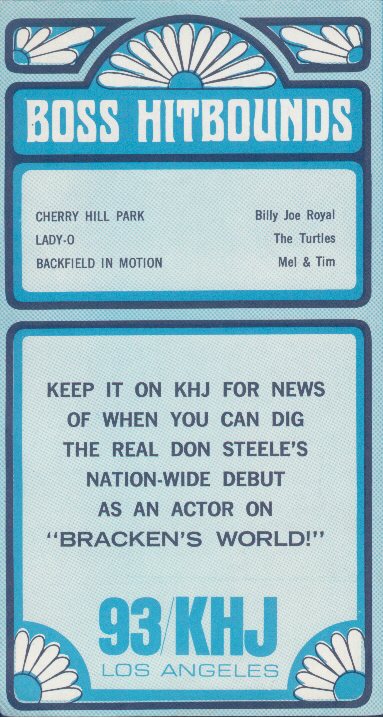 BOSS HITBOUNDS
CHERRY HILL PARK Billy Joe Royal
LADY-O The Turtles
BACKFIELD IN MOTION Mel & Tim
KEEP IT ON KHJ FOR NEWS
OF WHEN YOU CAN DIG
THE REAL DON STEELE'S
NATION-WIDE DEBUT
AS AN ACTOR ON
"BRACKEN'S WORLD!"
93/KHJ
LOS ANGELES